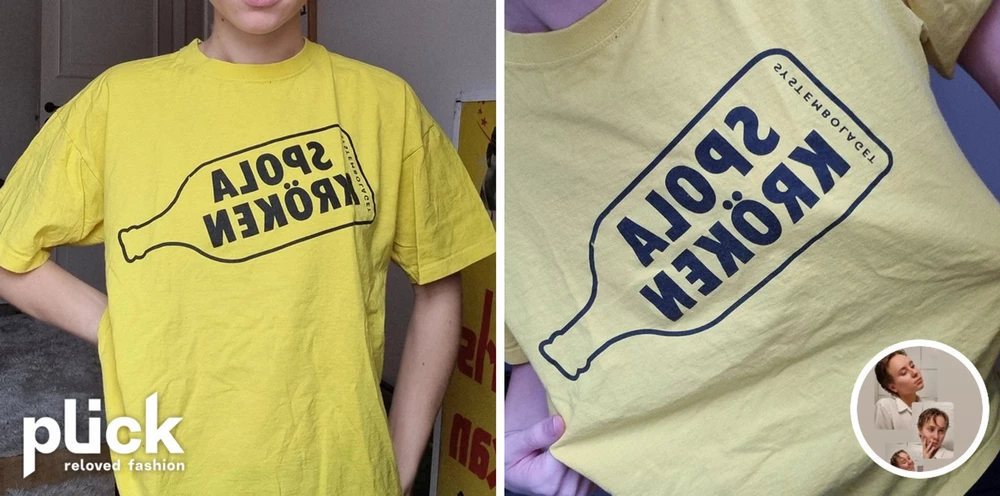 SPOLA
KRÖKEN
SYSTEMBOLAGET
plick
reloved fashion
SPOLA
KRÖKEN
SYSTEMBOLAGET